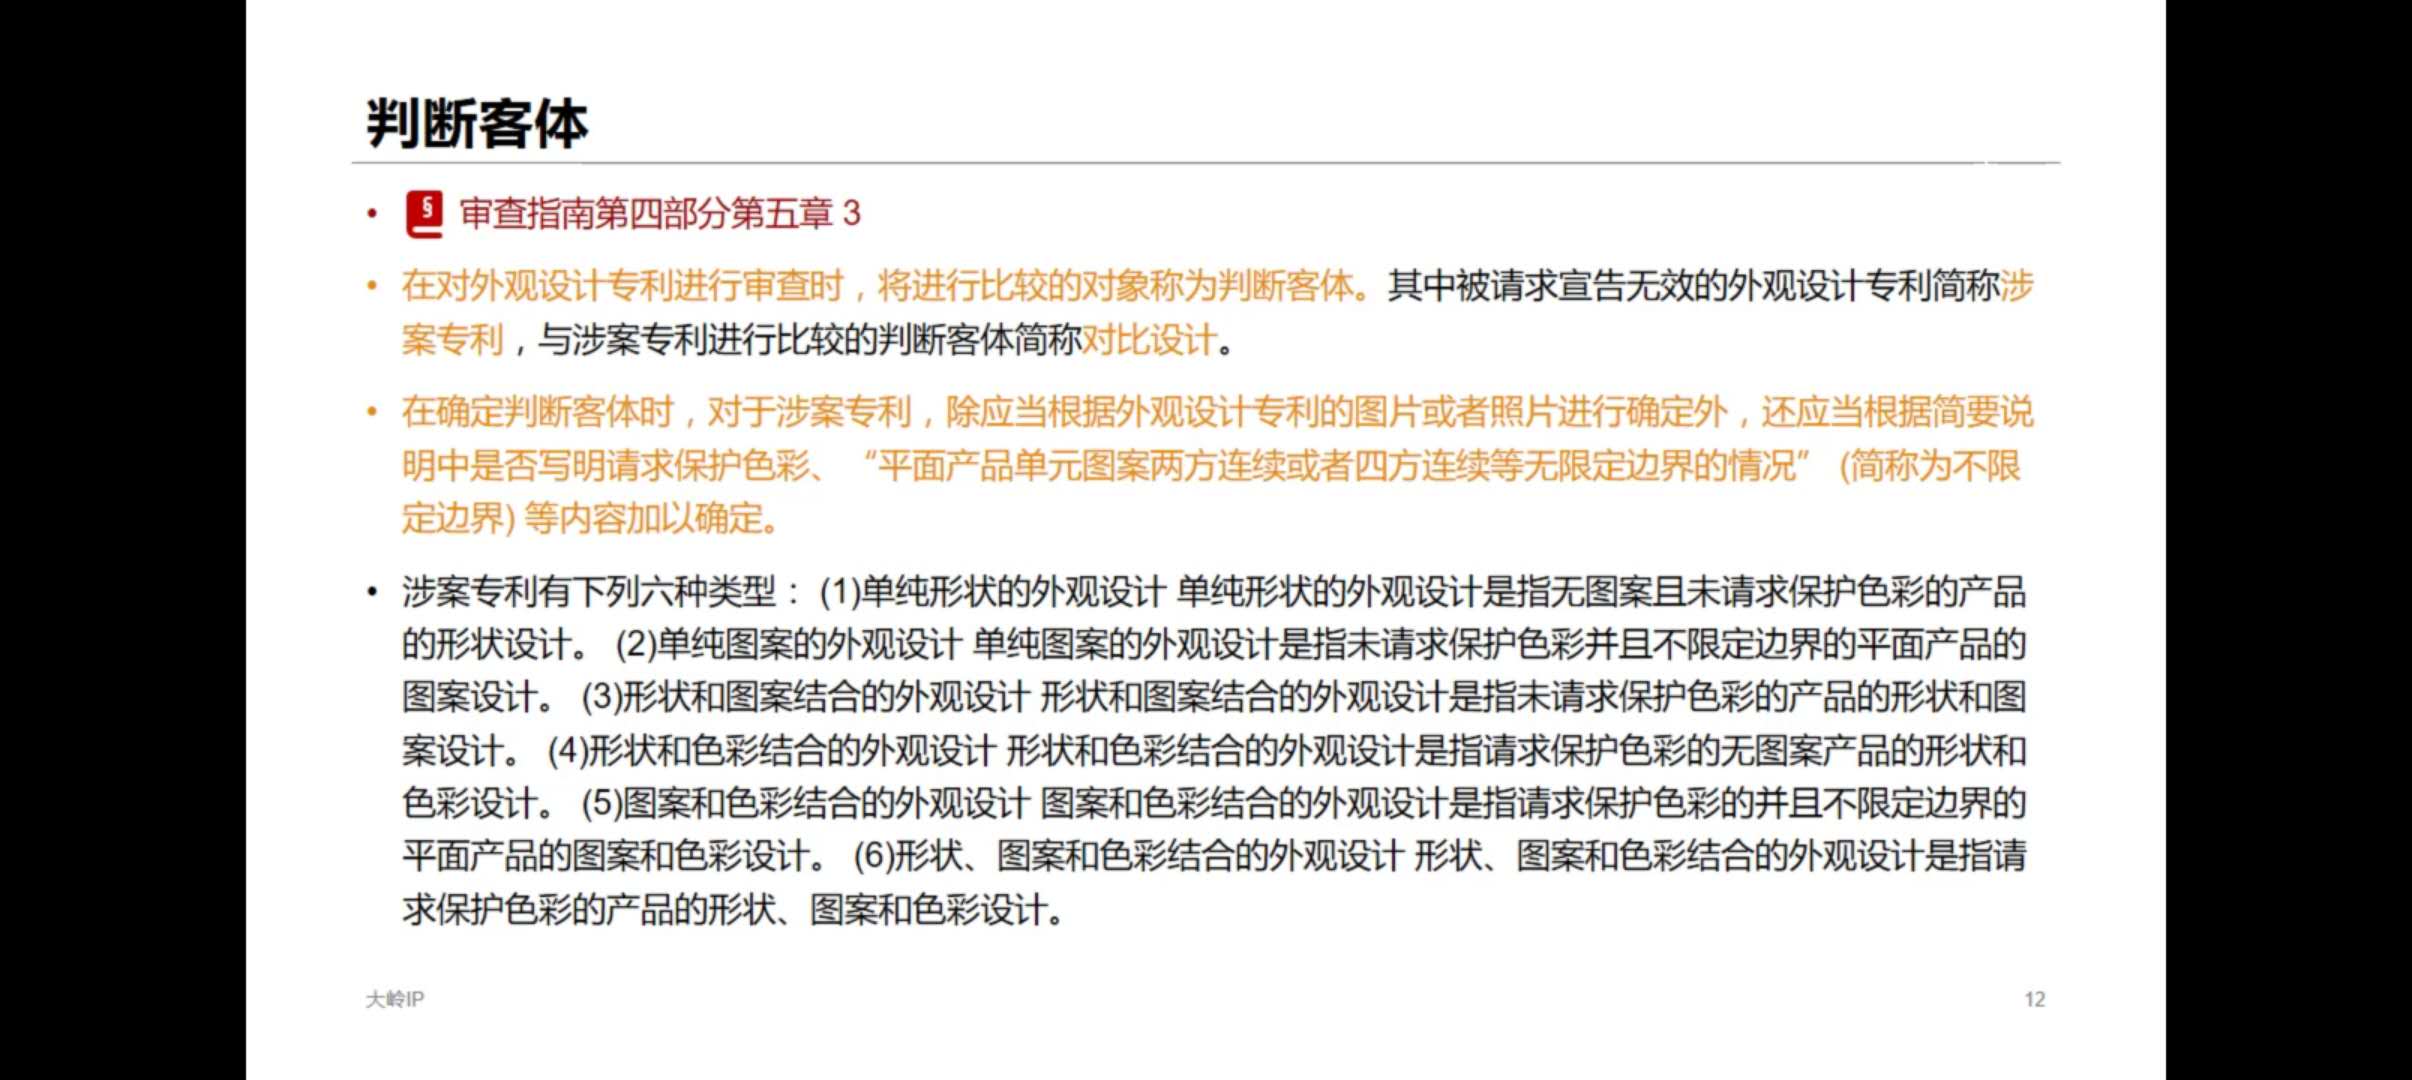 判断客体
• § 审查指南第四部分第五章 3
• 在对外观设计专利进行审查时，将进行比较的对象称为判断客体。其中被请求宣告无效的外观设计专利简称涉
案专利，与涉案专利进行比较的判断客体简称对比设计。
• 在确定判断客体时，对于涉案专利，除应当根据外观设计专利的图片或者照片进行确定外，还应当根据简要说
明中是否写明请求保护色彩、“平面产品单元图案两方连续或者四方连续等无限定边界的情况” (简称为不限
定边界) 等内容加以确定。
• 涉案专利有下列六种类型： (1)单纯形状的外观设计 单纯形状的外观设计是指无图案且未请求保护色彩的产品
的形状设计。 (2)单纯图案的外观设计 单纯图案的外观设计是指未请求保护色彩并且不限定边界的平面产品的
图案设计。 (3)形状和图案结合的外观设计 形状和图案结合的外观设计是指未请求保护色彩的产品的形状和图
案设计。 (4)形状和色彩结合的外观设计 形状和色彩结合的外观设计是指请求保护色彩的无图案产品的形状和
色彩设计。 (5)图案和色彩结合的外观设计 图案和色彩结合的外观设计是指请求保护色彩的并且不限定边界的
平面产品的图案和色彩设计。 (6)形状、图案和色彩结合的外观设计 形状、图案和色彩结合的外观设计是指请
求保护色彩的产品的形状、图案和色彩设计。
大岭IP
12